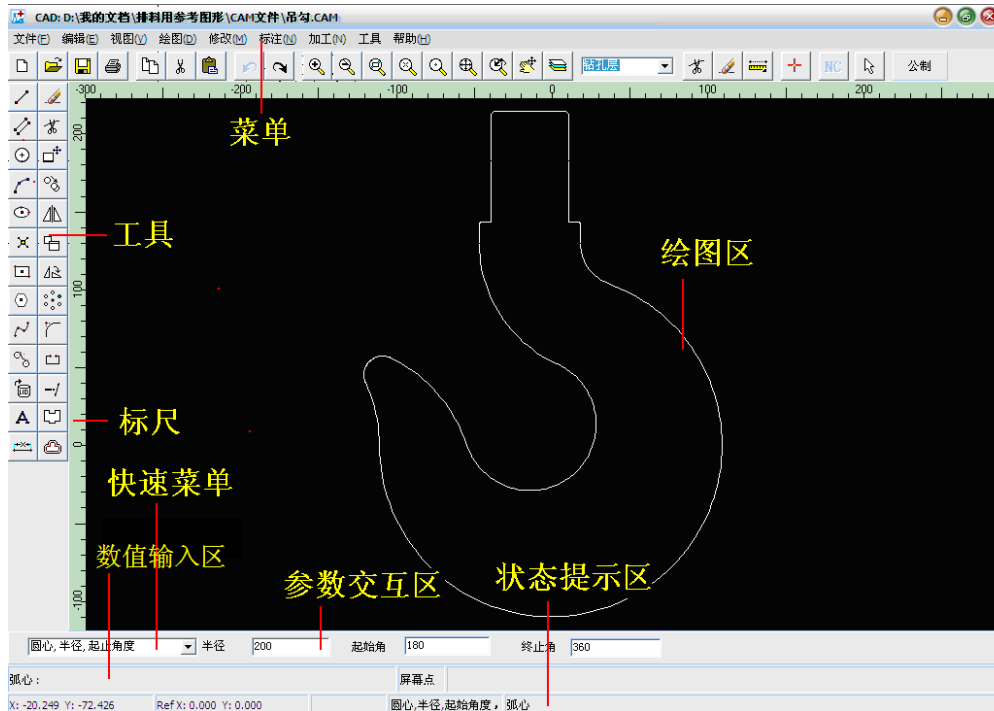 CAD: D:\我的文档\排料用参考图形\CAM文件\吊勾.CAM
文件(F) 编辑(E) 视图(V) 绘图(D) 修改(M) 标注(N) 加工(N) 工具 帮助(H)
钻孔层 NC 公制
-300 -200 -100 0 100 200
200
菜单
工具
绘图区
100
标尺
0
快速菜单
数值输入区
参数交互区
状态提示区
-100
圆心,半径,起止角度 半径 200 起始角 180 终止角 360
弧心: 屏幕点
X: -20.249 Y: -72.426 Ref X: 0.000 Y: 0.000 圆心,半径,起始角度, 弧心